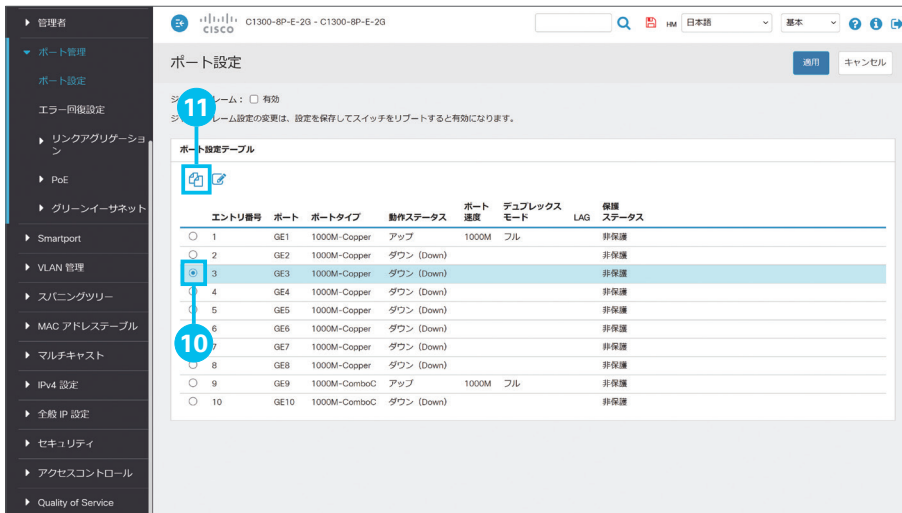 管理者
ポート管理
ポート設定
エラー回復設定
リンクアグリゲーショ
ン
PoE
グリーンイーサネット
Smartport
VLAN 管理
スパニングツリー
MAC アドレステーブル
マルチキャスト
IPv4 設定
全般 IP 設定
セキュリティ
アクセスコントロール
Quality of Service
cisco C1300-8P-E-2G - C1300-8P-E-2G HM 日本語 基本
ポート設定 適用 キャンセル
ジ レーム： 有効
ジ レーム設定の変更は、設定を保存してスイッチをリブートすると有効になります。
11
ポート設定テーブル
エントリ番号 ポート ポートタイプ 動作ステータス ポート速度 デュプレックスモード LAG 保護ステータス
1 GE1 1000M-Copper アップ 1000M フル 非保護
2 GE2 1000M-Copper ダウン（Down） 非保護
3 GE3 1000M-Copper ダウン（Down） 非保護
4 GE4 1000M-Copper ダウン（Down） 非保護
5 GE5 1000M-Copper ダウン（Down） 非保護
6 GE6 1000M-Copper ダウン（Down） 非保護
10
7 GE7 1000M-Copper ダウン（Down） 非保護
8 GE8 1000M-Copper ダウン（Down） 非保護
9 GE9 1000M-ComboC アップ 1000M フル 非保護
10 GE10 1000M-ComboC ダウン（Down） 非保護